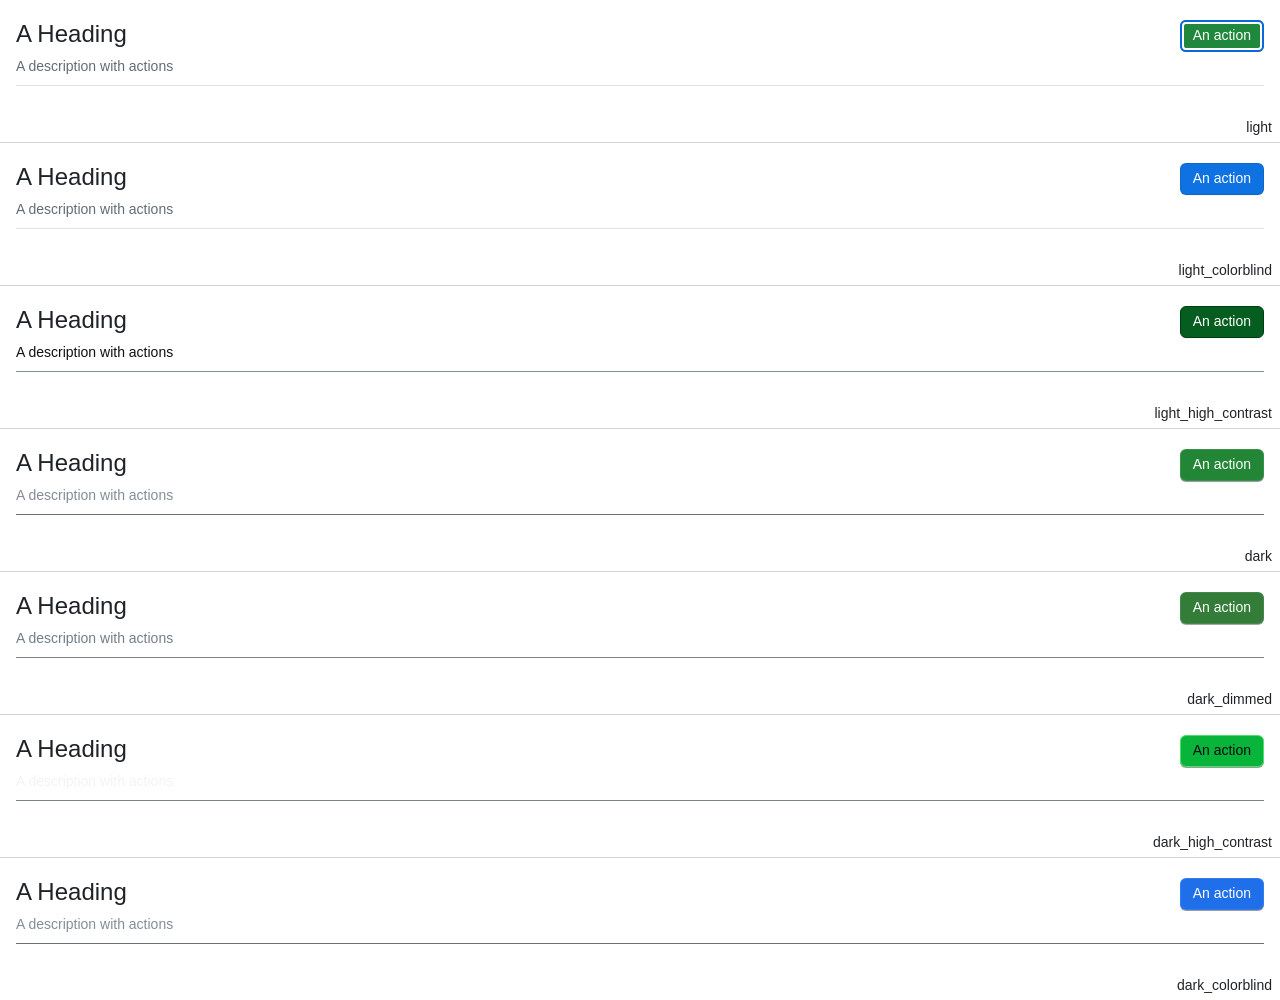 A Heading
An action
A description with actions
light
A Heading
An action
A description with actions
light_colorblind
A Heading
An action
A description with actions
light_high_contrast
A Heading
An action
A description with actions
dark
A Heading
An action
A description with actions
dark_dimmed
A Heading
An action
A description with actions
dark_high_contrast
A Heading
An action
A description with actions
dark_colorblind